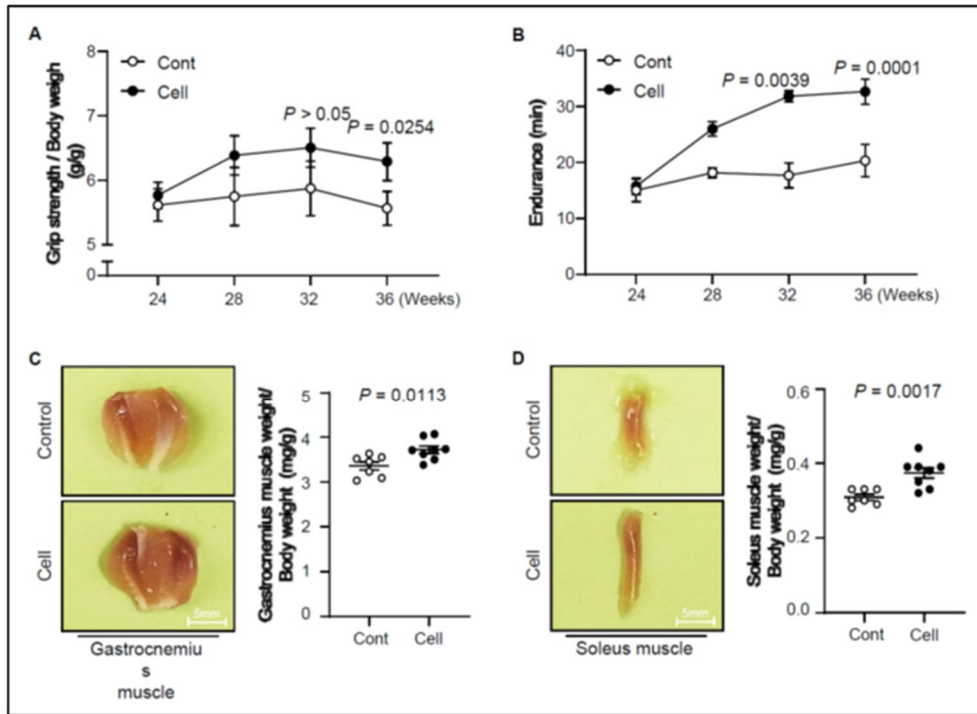 A
8
7
6
5
0
Grip strength / Body weigh
(g/g)
Cont
Cell
P > 0.05
P = 0.0254
24 28 32 36 (Weeks)
B
40
30
20
10
0
Endurance (min)
Cont
Cell
P = 0.0039
P = 0.0001
24 28 32 36 (Weeks)
C
Control
Cell
5mm
Gastrocnemiu
s
muscle
Gastrocnemius muscle weight/
Body weight (mg/g)
5
4
3
3
1
0
P = 0.0113
Cont Cell
D
Control
Cell
5mm
Soleus muscle
Soleus muscle weight/
Body weight (mg/g)
0.6
0.4
0.2
0.0
P = 0.0017
Cont Cell